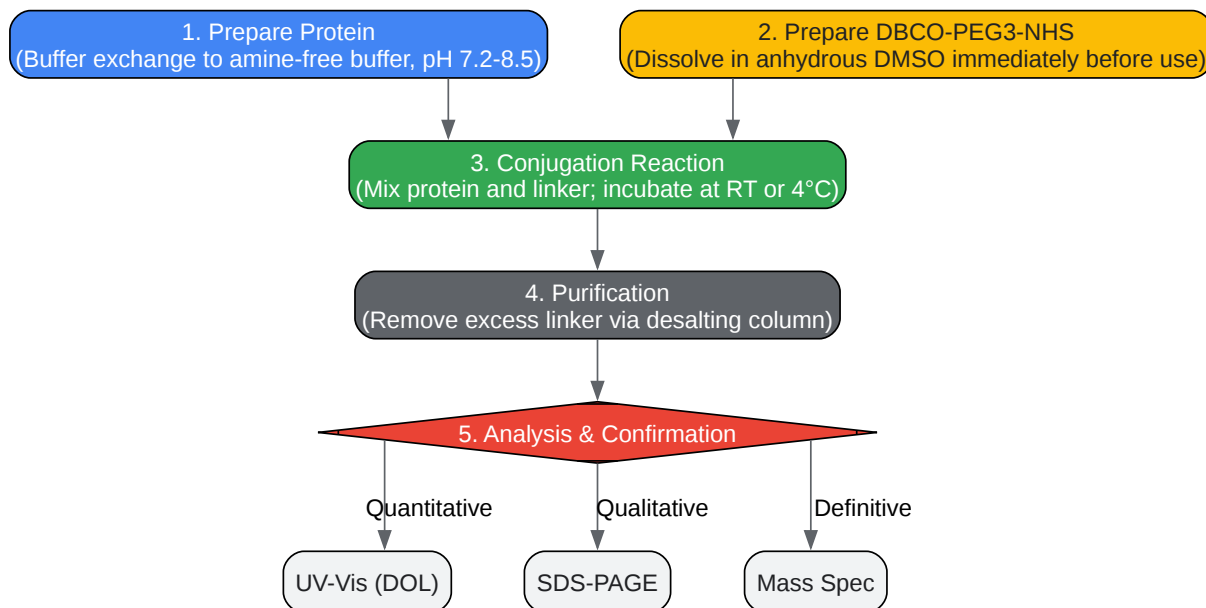 1. Prepare Protein
(Buffer exchange to amine-free buffer, pH 7.2-8.5)
2. Prepare DBCO-PEG3-NHS
(Dissolve in anhydrous DMSO immediately before use)
3. Conjugation Reaction
(Mix protein and linker; incubate at RT or 4°C)
4. Purification
(Remove excess linker via desalting column)
5. Analysis & Confirmation
Quantitative
Qualitative
Definitive
UV-Vis (DOL)
SDS-PAGE
Mass Spec